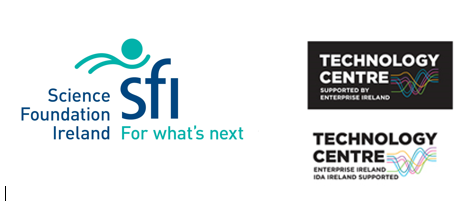 Science
Foundation
Ireland
sfi
For what's next
TECHNOLOGY
CENTRE
SUPPORTED BY
ENTERPRISE IRELAND
TECHNOLOGY
CENTRE
ENTERPRISE IRELAND
IDA IRELAND SUPPORTED